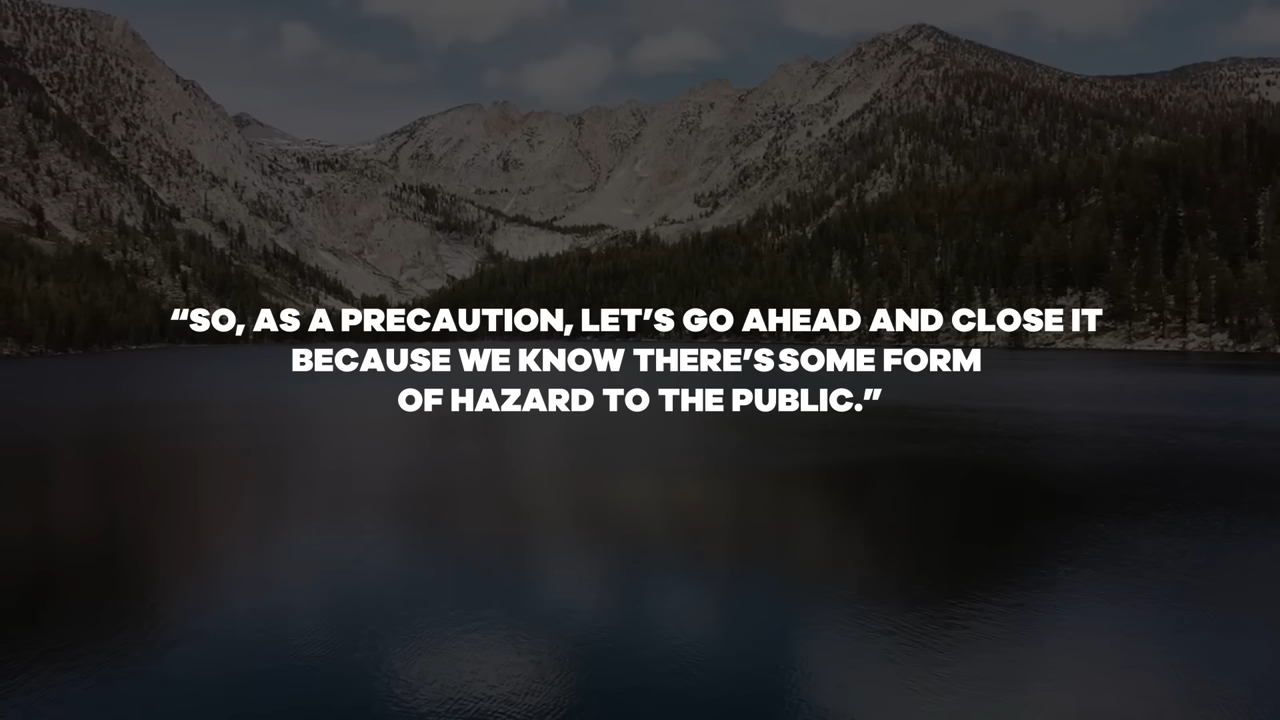 “SO, AS A PRECAUTION, LET’S GO AHEAD AND CLOSE IT
BECAUSE WE KNOW THERE’S SOME FORM
OF HAZARD TO THE PUBLIC.”